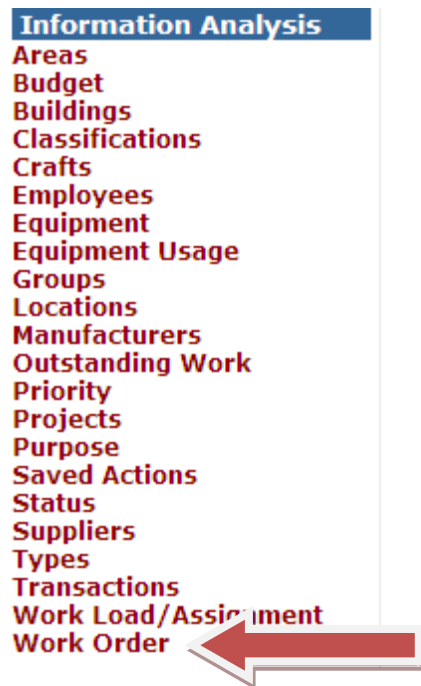 Information Analysis
Areas
Budget
Buildings
Classifications
Crafts
Employees
Equipment
Equipment Usage
Groups
Locations
Manufacturers
Outstanding Work
Priority
Projects
Purpose
Saved Actions
Status
Suppliers
Types
Transactions
Work Load/Assignment
Work Order